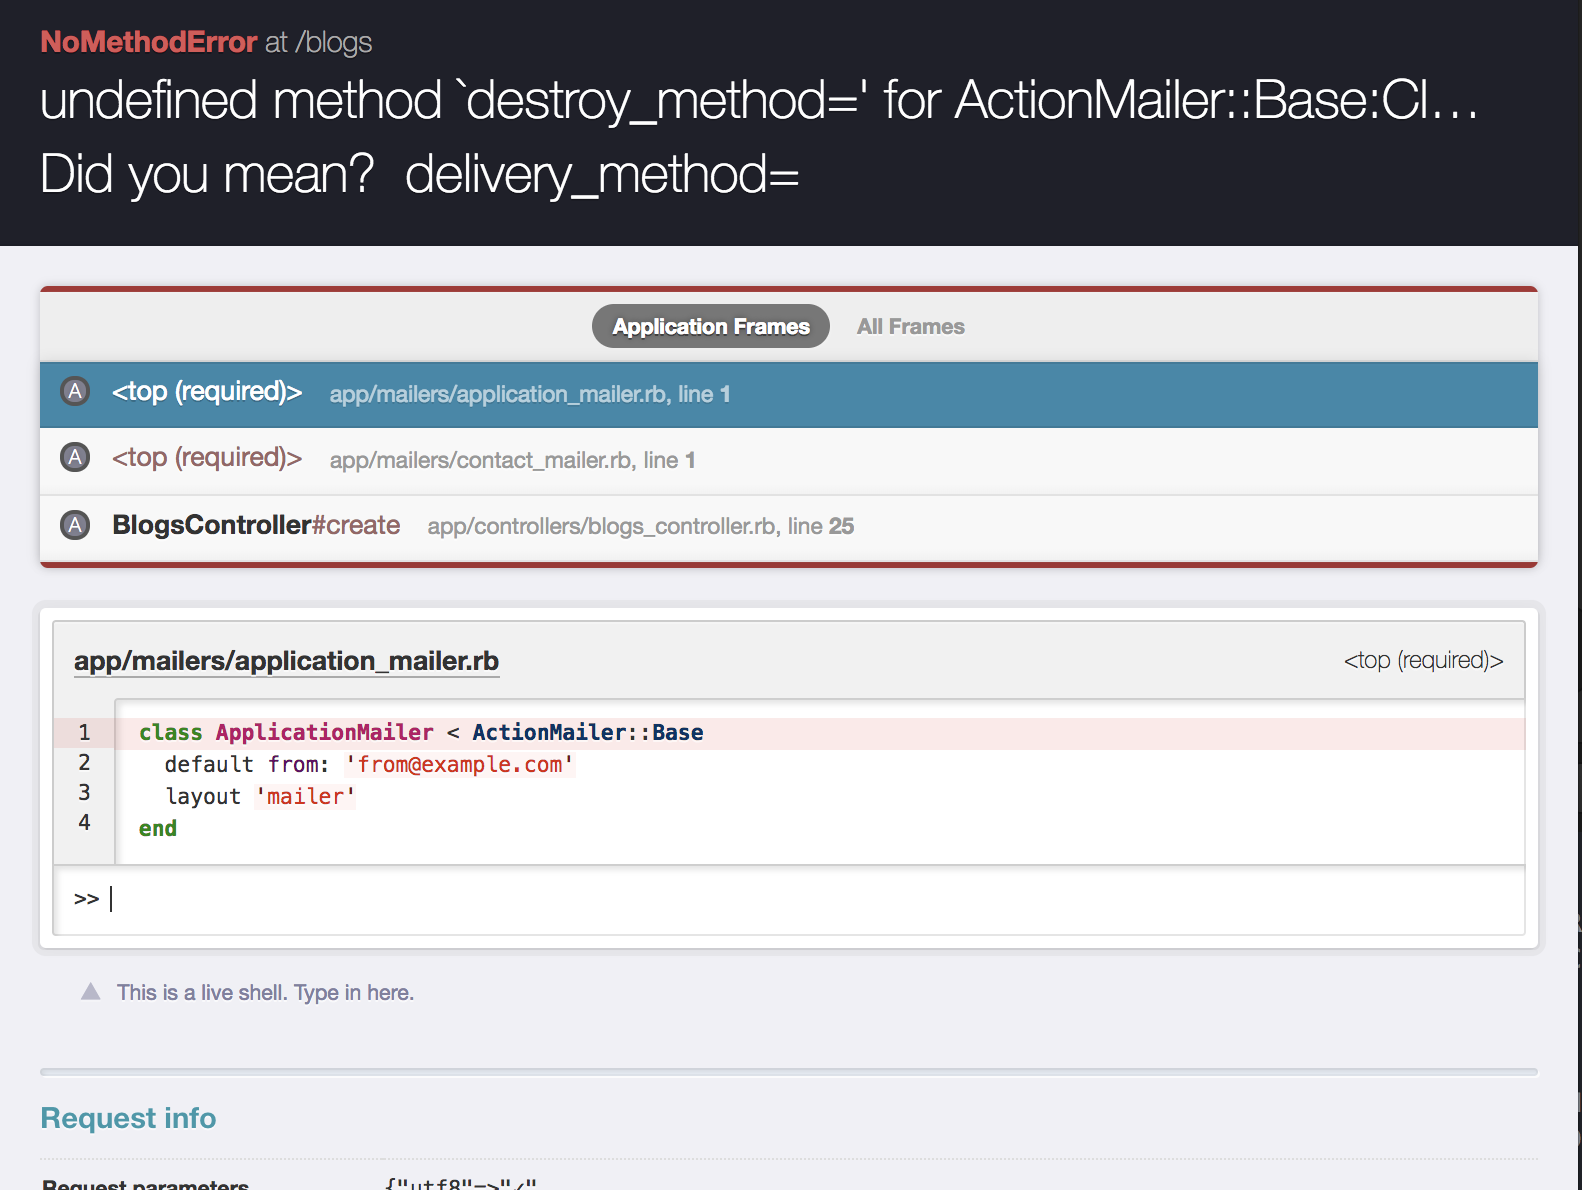 NoMethodError at /blogs
undefined method `destroy_method=' for ActionMailer::Base:Cl...
Did you mean?  delivery_method=
Application Frames All Frames
A <top (required)> app/mailers/application_mailer.rb, line 1
A <top (required)> app/mailers/contact_mailer.rb, line 1
A BlogsController#create app/controllers/blogs_controller.rb, line 25
app/mailers/application_mailer.rb <top (required)>
1 class ApplicationMailer < ActionMailer::Base
2 default from: 'from@example.com'
3 layout 'mailer'
4 end
>>
This is a live shell. Type in here.
Request info
Request parameters {"utf8"=>"✓"